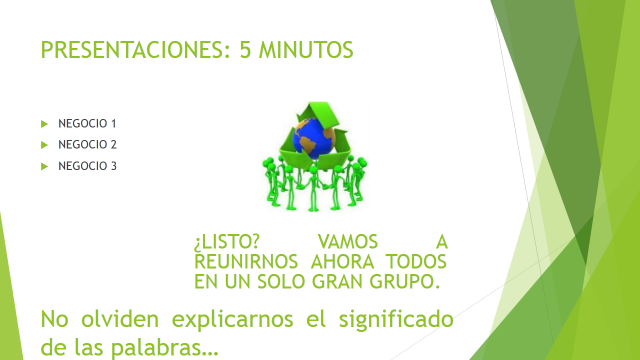 PRESENTACIONES: 5 MINUTOS
NEGOCIO 1
NEGOCIO 2
NEGOCIO 3
¿LISTO? VAMOS A
REUNIRNOS AHORA TODOS
EN UN SOLO GRAN GRUPO.
No olviden explicarnos el significado
de las palabras…